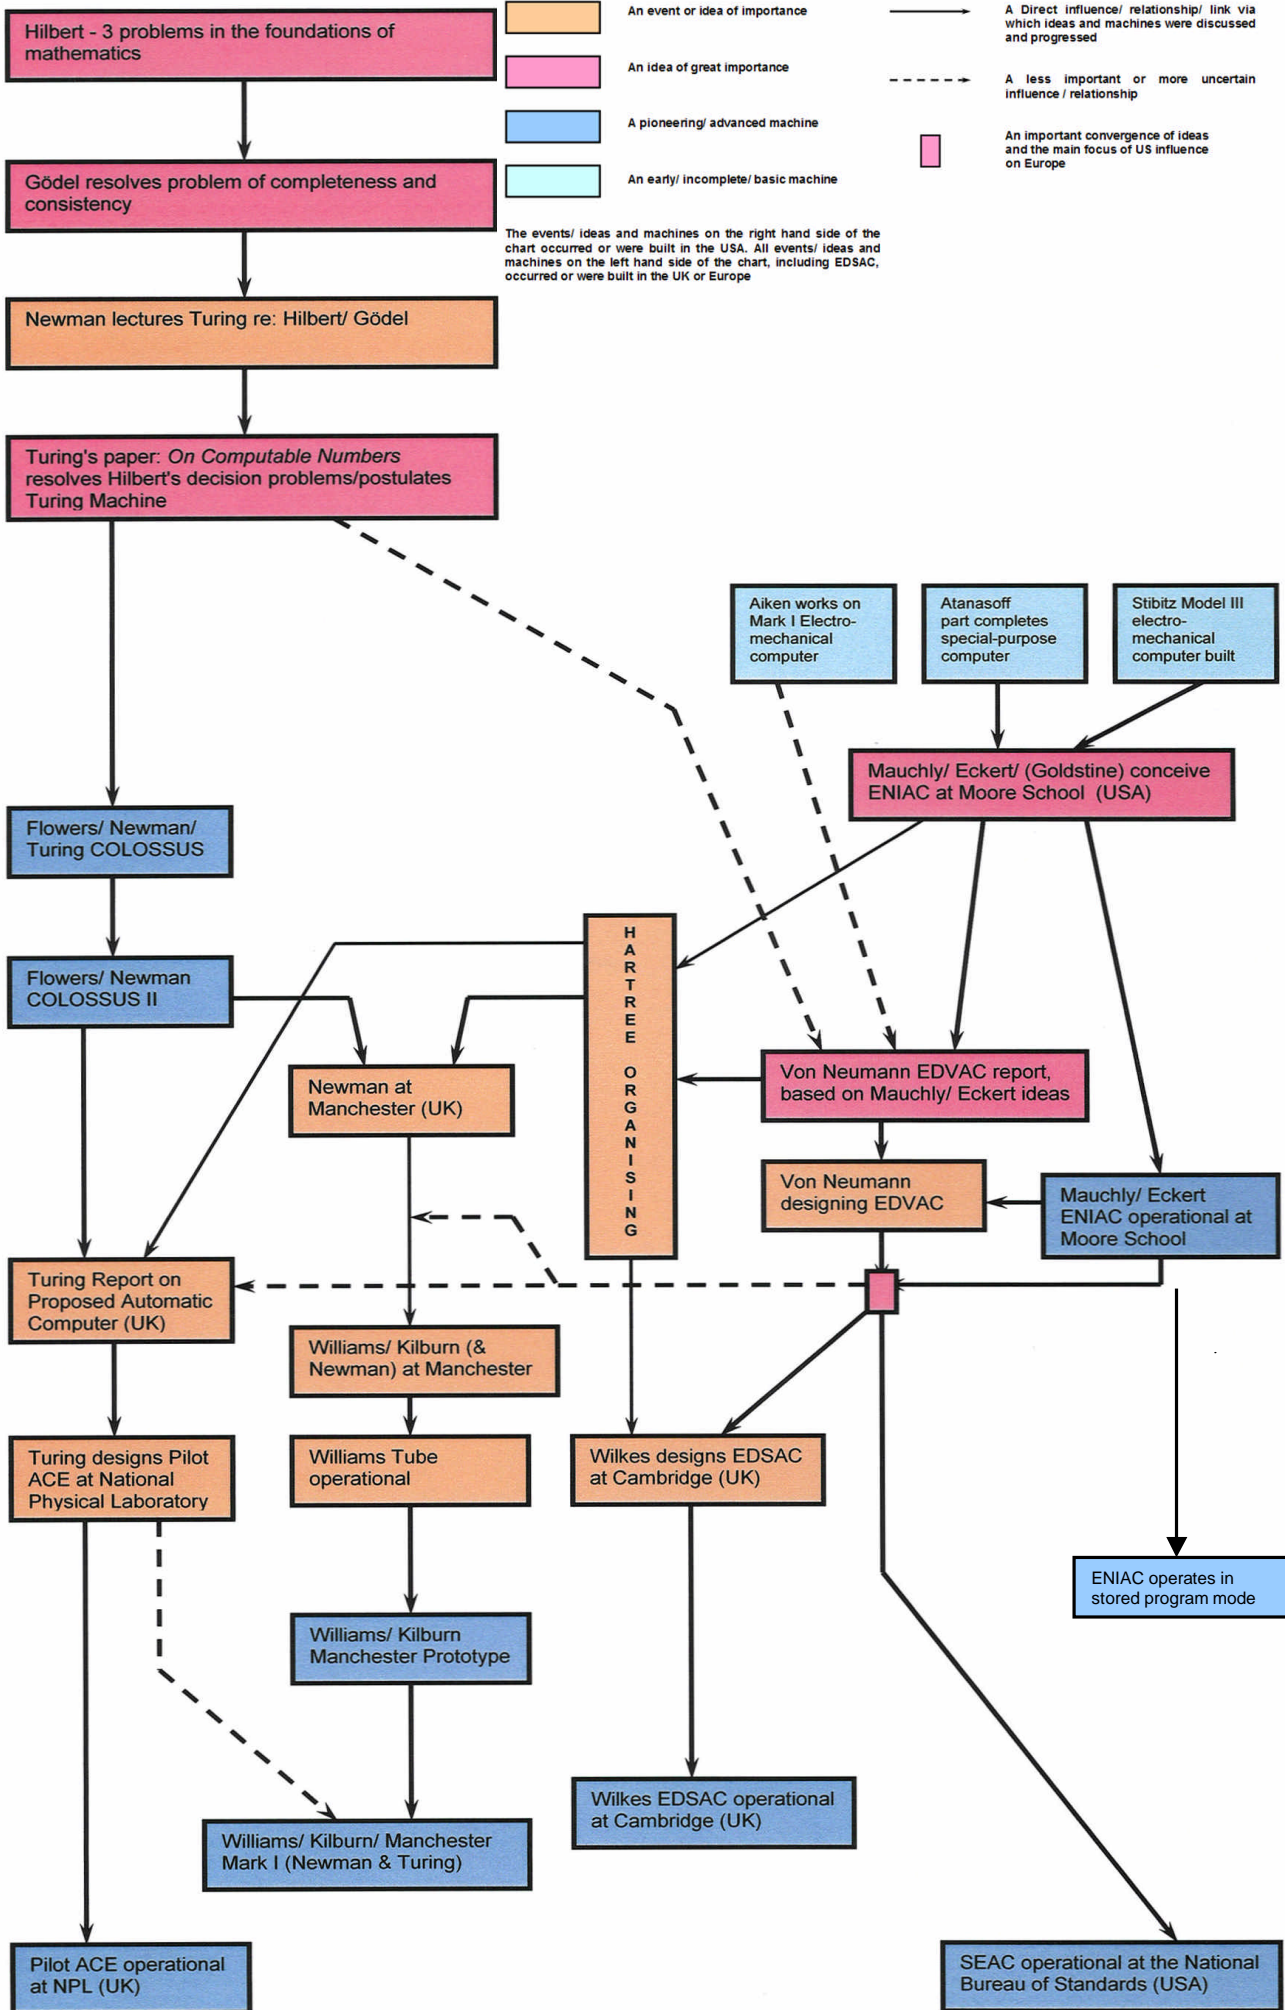 Hilbert - 3 problems in the foundations of
mathematics
An event or idea of importance
An idea of great importance
A pioneering/ advanced machine
An early/ incomplete/ basic machine
A Direct influence/ relationship/ link via
which ideas and machines were discussed
and progressed
A less important or more uncertain
influence / relationship
An important convergence of ideas
and the main focus of US influence
on Europe
The events/ ideas and machines on the right hand side of the
chart occurred or were built in the USA. All events/ ideas and
machines on the left hand side of the chart, including EDSAC,
occurred or were built in the UK or Europe
Gödel resolves problem of completeness and
consistency
Newman lectures Turing re: Hilbert/ Gödel
Turing's paper: On Computable Numbers
resolves Hilbert's decision problems/postulates
Turing Machine
Aiken works on
Mark I Electro-
mechanical
computer
Atanasoff
part completes
special-purpose
computer
Stibitz Model III
electro-
mechanical
computer built
Mauchly/ Eckert/ (Goldstine) conceive
ENIAC at Moore School (USA)
Flowers/ Newman/
Turing COLOSSUS
Flowers/ Newman
COLOSSUS II
HARTREE ORGANISING
Newman at
Manchester (UK)
Von Neumann EDVAC report,
based on Mauchly/ Eckert ideas
Von Neumann
designing EDVAC
Mauchly/ Eckert
ENIAC operational at
Moore School
Turing Report on
Proposed Automatic
Computer (UK)
Williams/ Kilburn (&
Newman) at Manchester
Turing designs Pilot
ACE at National
Physical Laboratory
Williams Tube
operational
Wilkes designs EDSAC
at Cambridge (UK)
ENIAC operates in
stored program mode
Williams/ Kilburn
Manchester Prototype
Wilkes EDSAC operational
at Cambridge (UK)
Williams/ Kilburn/ Manchester
Mark I (Newman & Turing)
Pilot ACE operational
at NPL (UK)
SEAC operational at the National
Bureau of Standards (USA)